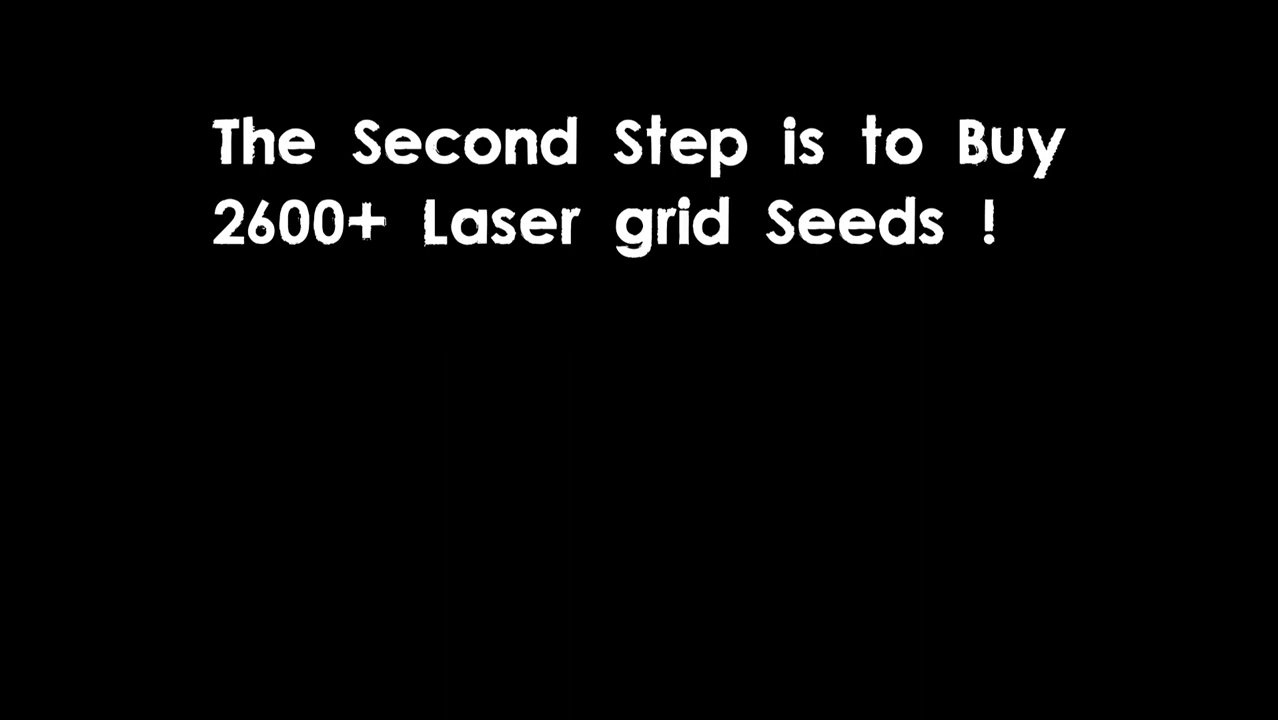 The Second Step is to Buy
2600+ Laser grid Seeds !